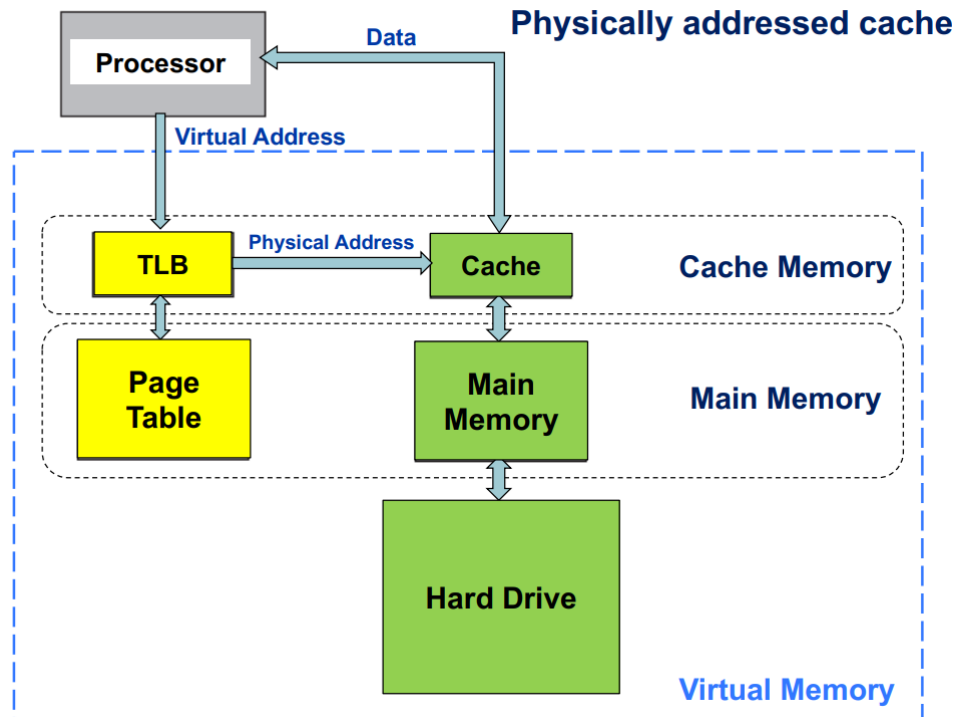 Physically addressed cache
Data
Processor
Virtual Address
TLB
Physical Address
Cache
Cache Memory
Page
Table
Main
Memory
Main Memory
Hard Drive
Virtual Memory